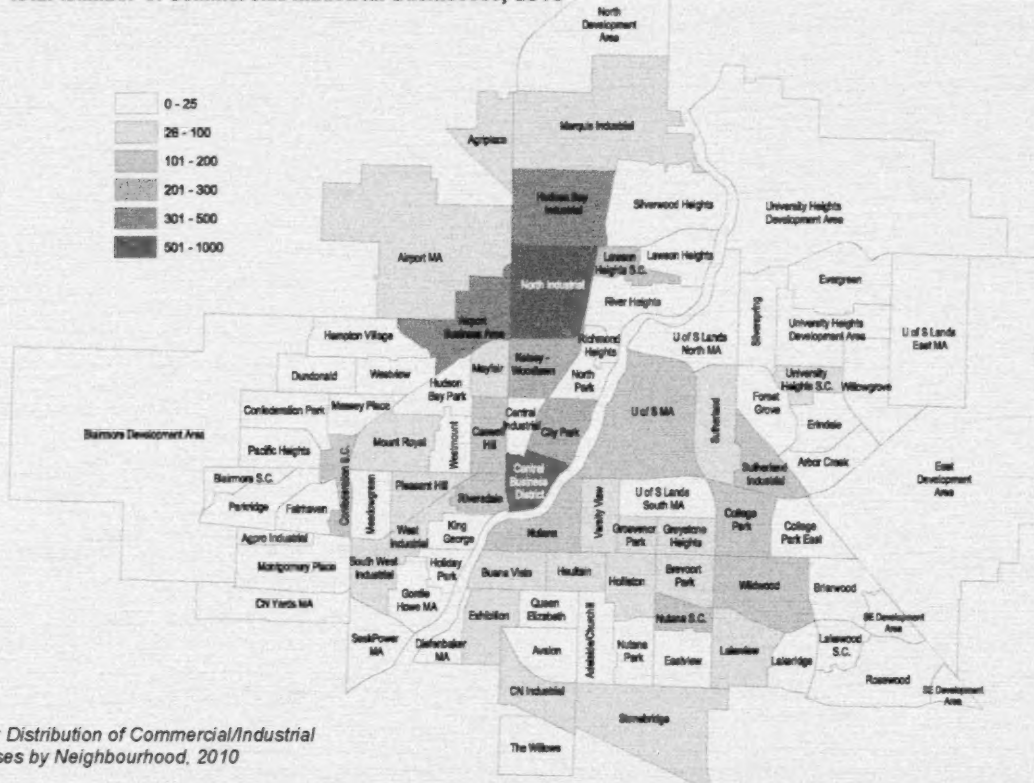 North
Development
Area
0 - 25
26 - 100
101 - 200
201 - 300
301 - 500
501 - 1000
Marquis Industrial
Agriplace
Hudson Bay
Industrial
Silverwood Heights
University Heights
Development Area
Airport MA
Lawson
Heights S.C.
Lawson Heights
North Industrial
Evergreen
River Heights
Airport
Business Area
Hampton Village
Richmond
Heights
U of S Lands
North MA
Silverspring
University Heights
Development Area
U of S Lands
East MA
Mayfair
Kelsey -
Woodlawn
North
Park
Dundonald
Westview
Hudson
Bay Park
University
Heights S.C.
Willowgrove
Confederation Park
Massey Place
Central
Industrial
U of S MA
Sutherland
Forest
Grove
Erindale
Blairmore Development Area
Mount Royal
Westmount
Caswell
Hill
City Park
Pacific Heights
Confederation S.C.
Arbor Creek
Sutherland
Industrial
East
Development
Area
Blairmore S.C.
Pleasant Hill
Central
Business
District
Parkridge
Fairhaven
Meadowgreen
Riversdale
Varsity View
U of S Lands
South MA
College
Park
College
Park East
West
Industrial
King
George
Nutana
Grosvenor
Park
Greystone
Heights
Agpro Industrial
Montgomery Place
South West
Industrial
Holiday
Park
Buena Vista
Haultain
Holliston
Brevoort
Park
Wildwood
Briarwood
CN Yards MA
Gordie
Howe MA
Exhibition
Queen
Elizabeth
Adelaide/Churchill
Nutana S.C.
SE Development
Area
SaskPower
MA
Diefenbaker
MA
Avalon
Nutana
Park
Eastview
Lakeview
Lakeridge
Lakewood
S.C.
Rosewood
SE Development
Area
CN Industrial
Stonebridge
The Willows
Distribution of Commercial/Industrial
by Neighbourhood, 2010